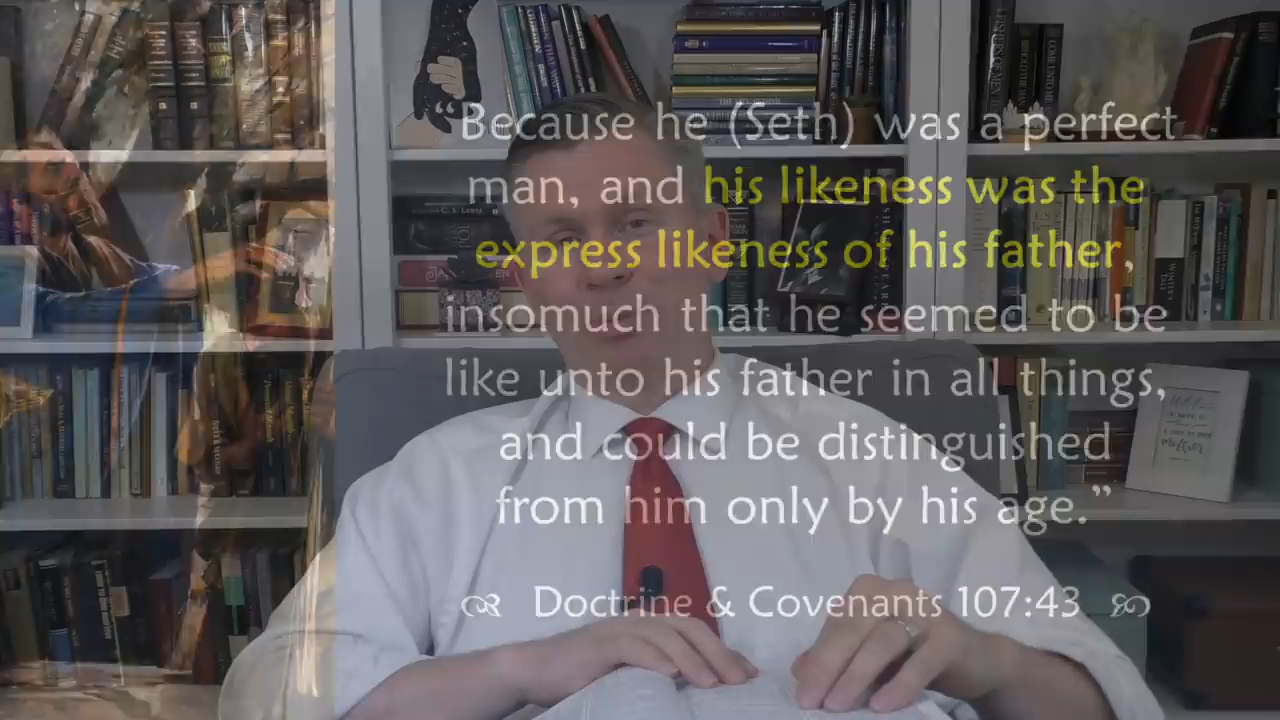 Because he (Seth) was a perfect
man, and his likeness was the
express likeness of his father,
insomuch that he seemed to be
like unto his father in all things,
and could be distinguished
from him only by his age.”
Doctrine & Covenants 107:43